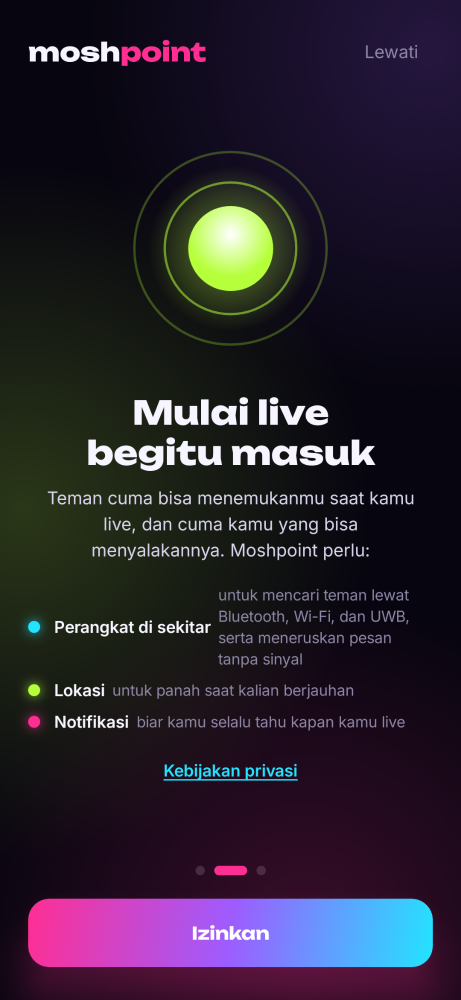 moshpoint
Lewati
Mulai live
begitu masuk
Teman cuma bisa menemukanmu saat kamu
live, dan cuma kamu yang bisa
menyalakannya. Moshpoint perlu:
Perangkat di sekitar
untuk mencari teman lewat
Bluetooth, Wi-Fi, dan UWB,
serta meneruskan pesan
tanpa sinyal
Lokasi untuk panah saat kalian berjauhan
Notifikasi biar kamu selalu tahu kapan kamu live
Kebijakan privasi
Izinkan